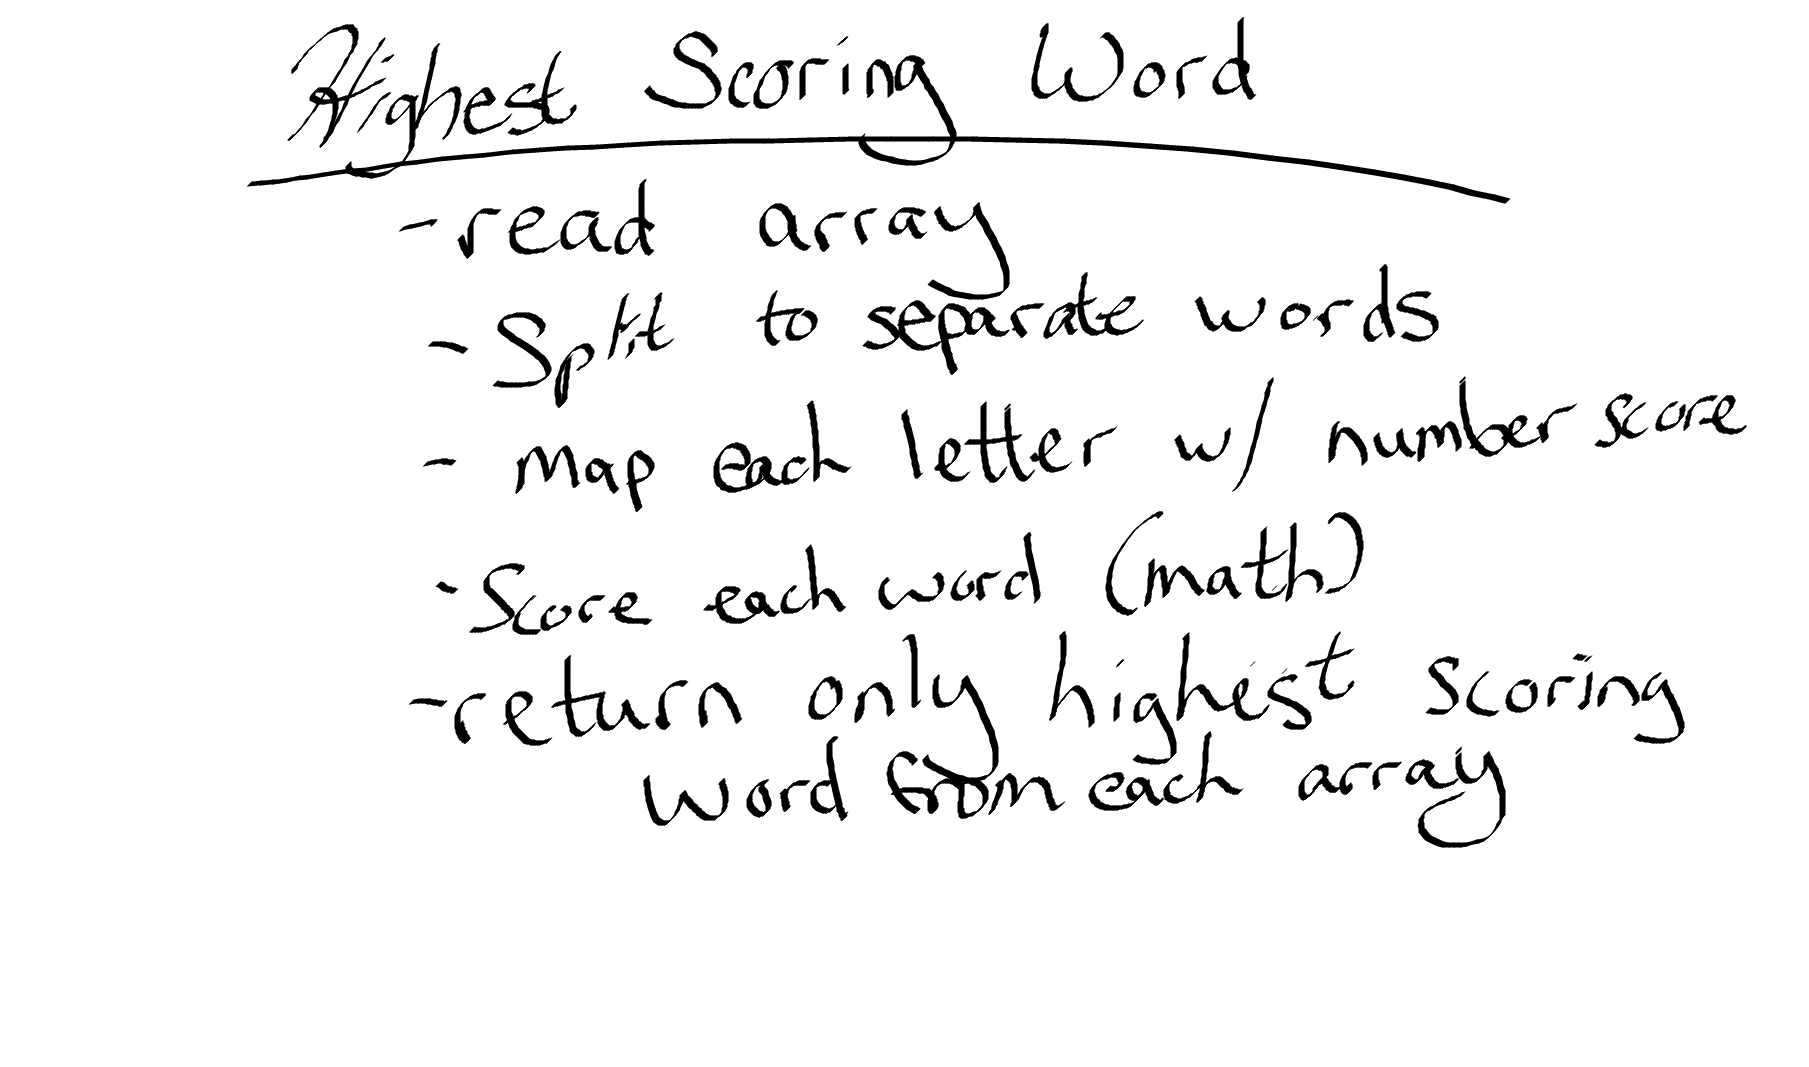 Highest Scoring Word
- read array
- Split to separate words
- Map each letter w/ number score
- Score each word (math)
- return only highest scoring
word from each array